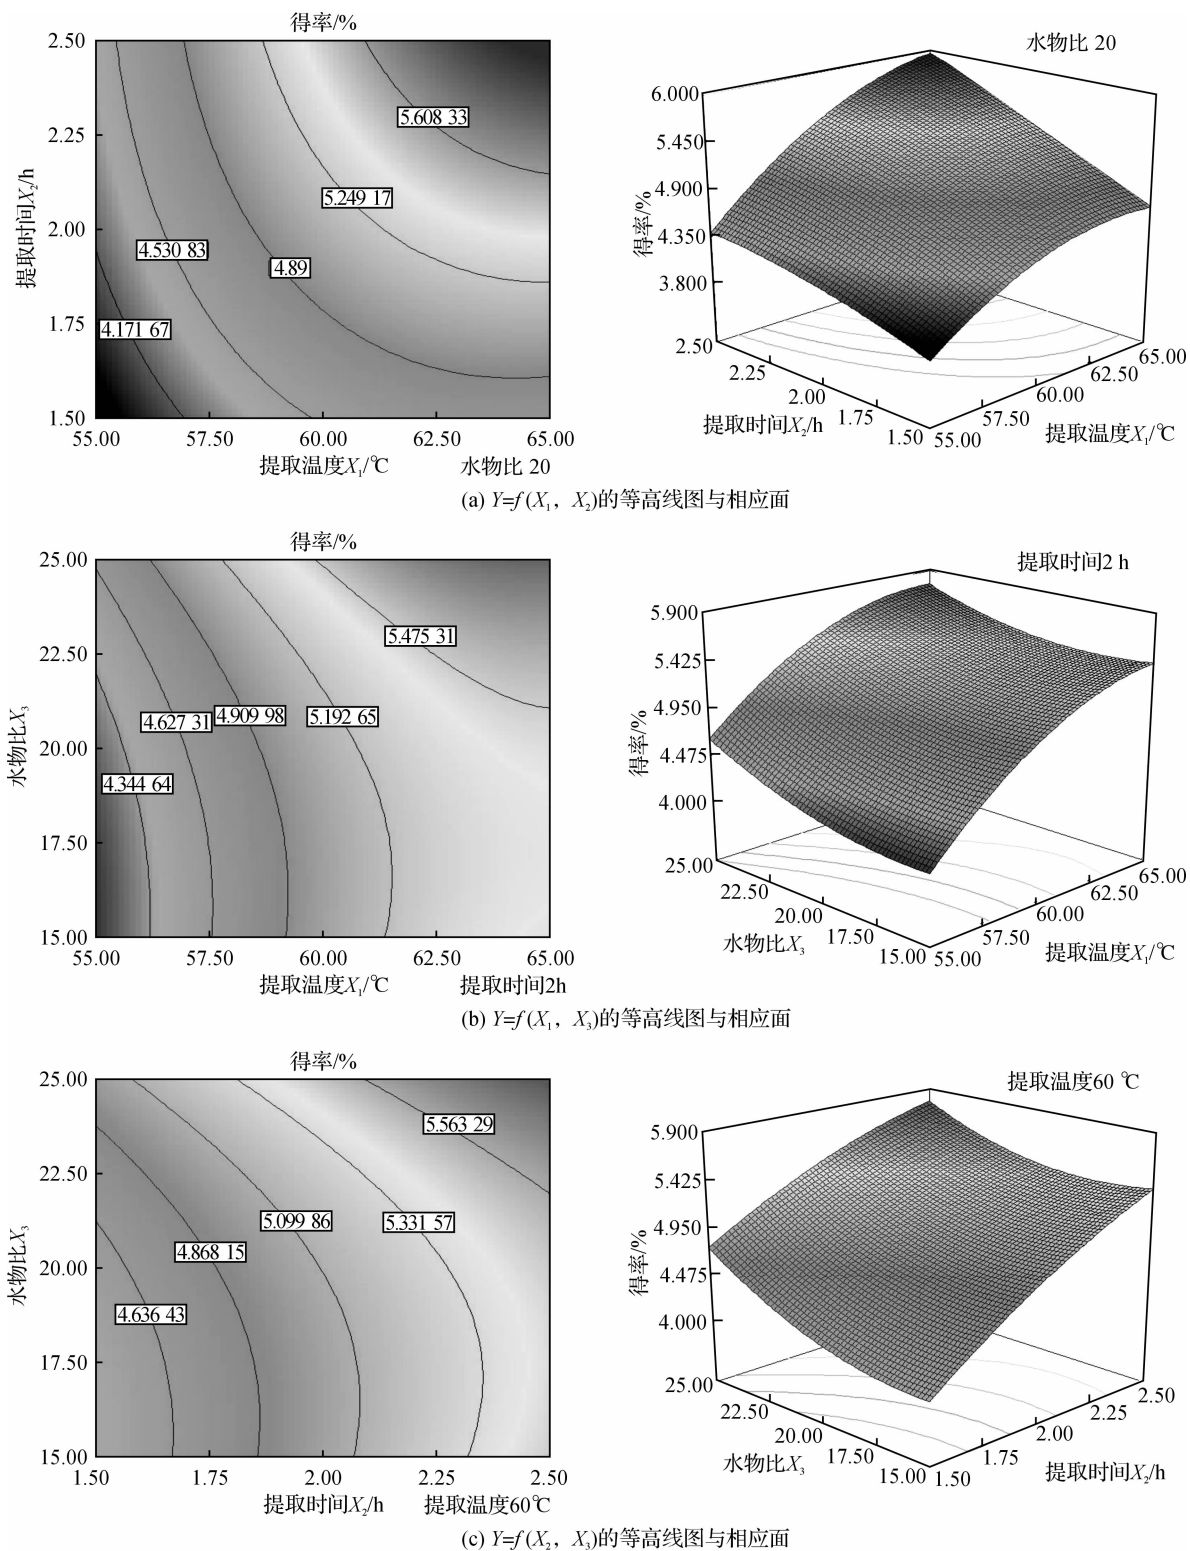 得率/%
2.50
2.25
2.00
1.75
1.50
提取时间X₂/h
5.608 33
5.249 17
4.530 83
4.89
4.171 67
55.00 57.50 60.00 62.50 65.00
提取温度X₁/℃ 水物比 20
水物比 20
6.000
5.450
4.900
4.350
3.800
得率/%
2.50
2.25
2.00
1.75
1.50
提取时间X₂/h
55.00
57.50
60.00
62.50
65.00
提取温度X₁/℃
(a) Y=f (X₁, X₂)的等高线图与相应面
得率/%
25.00
22.50
20.00
17.50
15.00
水物比X₃
5.475 31
4.627 31
4.909 98
5.192 65
4.344 64
55.00 57.50 60.00 62.50 65.00
提取温度X₁/℃ 提取时间2h
提取时间2 h
5.900
5.425
4.950
4.475
4.000
得率/%
25.00
22.50
20.00
17.50
15.00
水物比X₃
55.00
57.50
60.00
62.50
65.00
提取温度X₁/℃
(b) Y=f (X₁, X₃)的等高线图与相应面
得率/%
25.00
22.50
20.00
17.50
15.00
水物比X₃
5.563 29
5.099 86
5.331 57
4.868 15
4.636 43
1.50 1.75 2.00 2.25 2.50
提取时间X₂/h 提取温度60℃
提取温度60 ℃
5.900
5.425
4.950
4.475
4.000
得率/%
25.00
22.50
20.00
17.50
15.00
水物比X₃
1.50
1.75
2.00
2.25
2.50
提取时间X₂/h
(c) Y=f (X₂, X₃)的等高线图与相应面